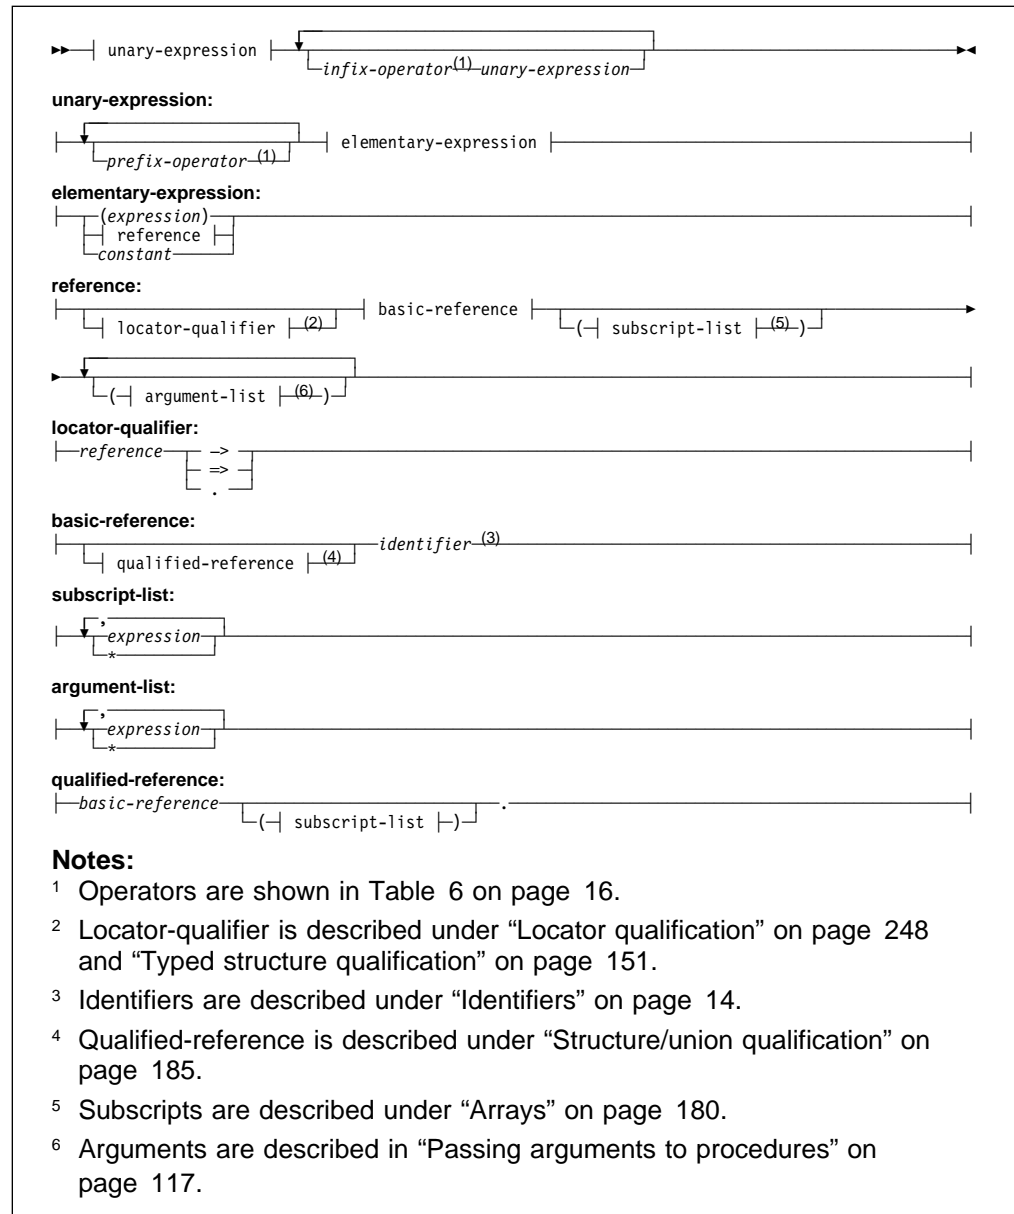 unary-expression
infix-operator (1) unary-expression
unary-expression:
prefix-operator (1) elementary-expression
elementary-expression:
(expression)
reference
constant
reference:
locator-qualifier (2) basic-reference ( subscript-list (5) )
( argument-list (6) )
locator-qualifier:
reference –>
=>
.
basic-reference:
qualified-reference (4) identifier (3)
subscript-list:
,
expression
*
argument-list:
,
expression
*
qualified-reference:
basic-reference ( subscript-list ) .
Notes:
1 Operators are shown in Table 6 on page 16.
2 Locator-qualifier is described under “Locator qualification” on page 248
and “Typed structure qualification” on page 151.
3 Identifiers are described under “Identifiers” on page 14.
4 Qualified-reference is described under “Structure/union qualification” on
page 185.
5 Subscripts are described under “Arrays” on page 180.
6 Arguments are described in “Passing arguments to procedures” on
page 117.